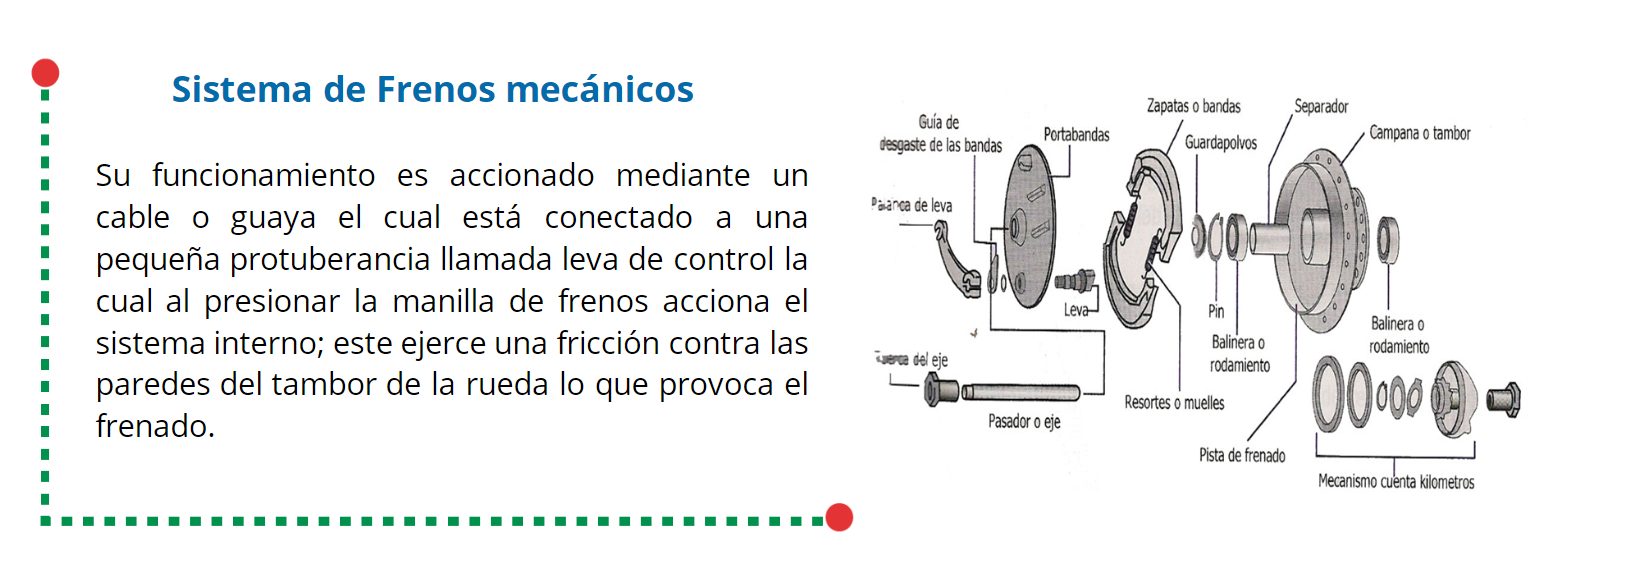 Sistema de Frenos mecánicos
Su funcionamiento es accionado mediante un
cable o guaya el cual está conectado a una
pequeña protuberancia llamada leva de control la
cual al presionar la manilla de frenos acciona el
sistema interno; este ejerce una fricción contra las
paredes del tambor de la rueda lo que provoca el
frenado.
Zapatas o bandas
Separador
Guía de
desgaste de las bandas
Portabandas
Guardapolvos
Campana o tambor
Palanca de leva
Leva
Pin
Balinera o
rodamiento
Balinera o
rodamiento
Tuerca del eje
Pasador o eje
Resortes o muelles
Pista de frenado
Mecanismo cuenta kilometros